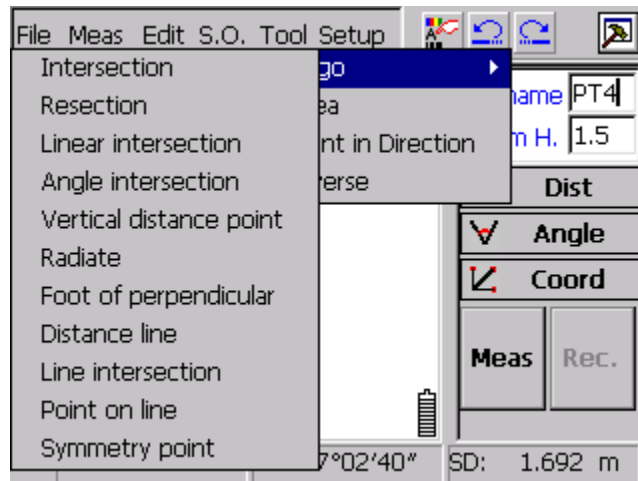 File Meas Edit S.O. Tool Setup
Intersection
Resection
Linear intersection
Angle intersection
Vertical distance point
Radiate
Foot of perpendicular
Distance line
Line intersection
Point on line
Symmetry point
go
ea
nt in Direction
verse
name PT4
m H. 1.5
Dist
Angle
Coord
Meas Rec.
7°02'40" SD: 1.692 m